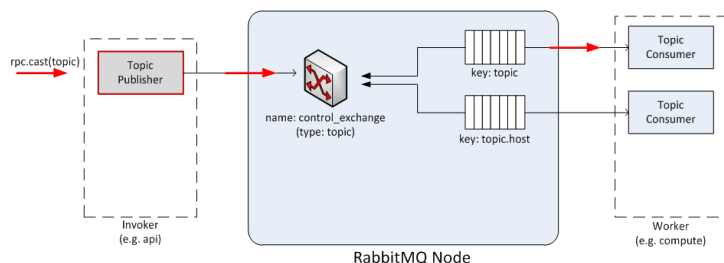 rpc.cast(topic)
Topic
Publisher
Invoker
(e.g. api)
name: control_exchange
(type: topic)
key: topic
key: topic.host
RabbitMQ Node
Topic
Consumer
Topic
Consumer
Worker
(e.g. compute)